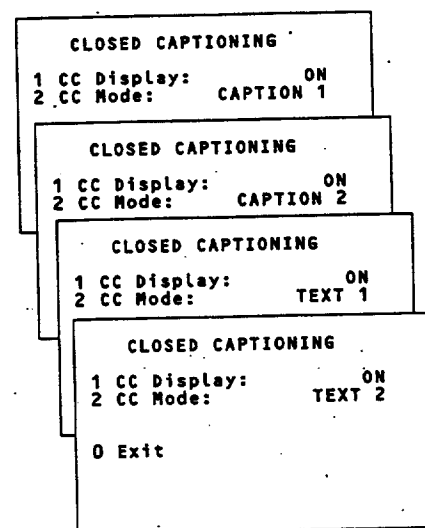 CLOSED CAPTIONING
1 CC Display: ON
2 CC Mode: CAPTION 1
CLOSED CAPTIONING
1 CC Display: ON
2 CC Mode: CAPTION 2
CLOSED CAPTIONING
1 CC Display: ON
2 CC Mode: TEXT 1
CLOSED CAPTIONING
1 CC Display: ON
2 CC Mode: TEXT 2
0 Exit